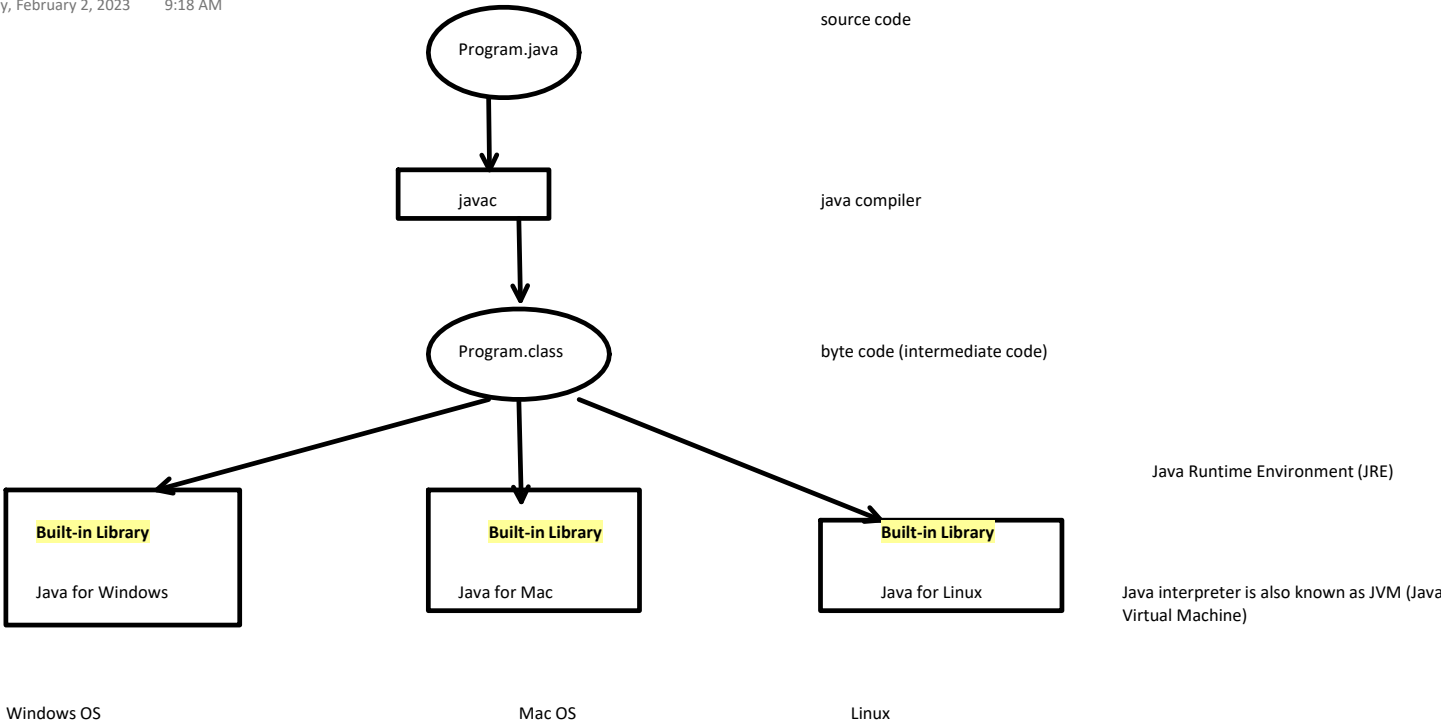 y, February 2, 2023 9:18 AM
source code
Program.java
javac
java compiler
Program.class
byte code (intermediate code)
Java Runtime Environment (JRE)
Built-in Library
Built-in Library
Built-in Library
Java for Windows
Java for Mac
Java for Linux
Java interpreter is also known as JVM (Java
Virtual Machine)
Windows OS
Mac OS
Linux